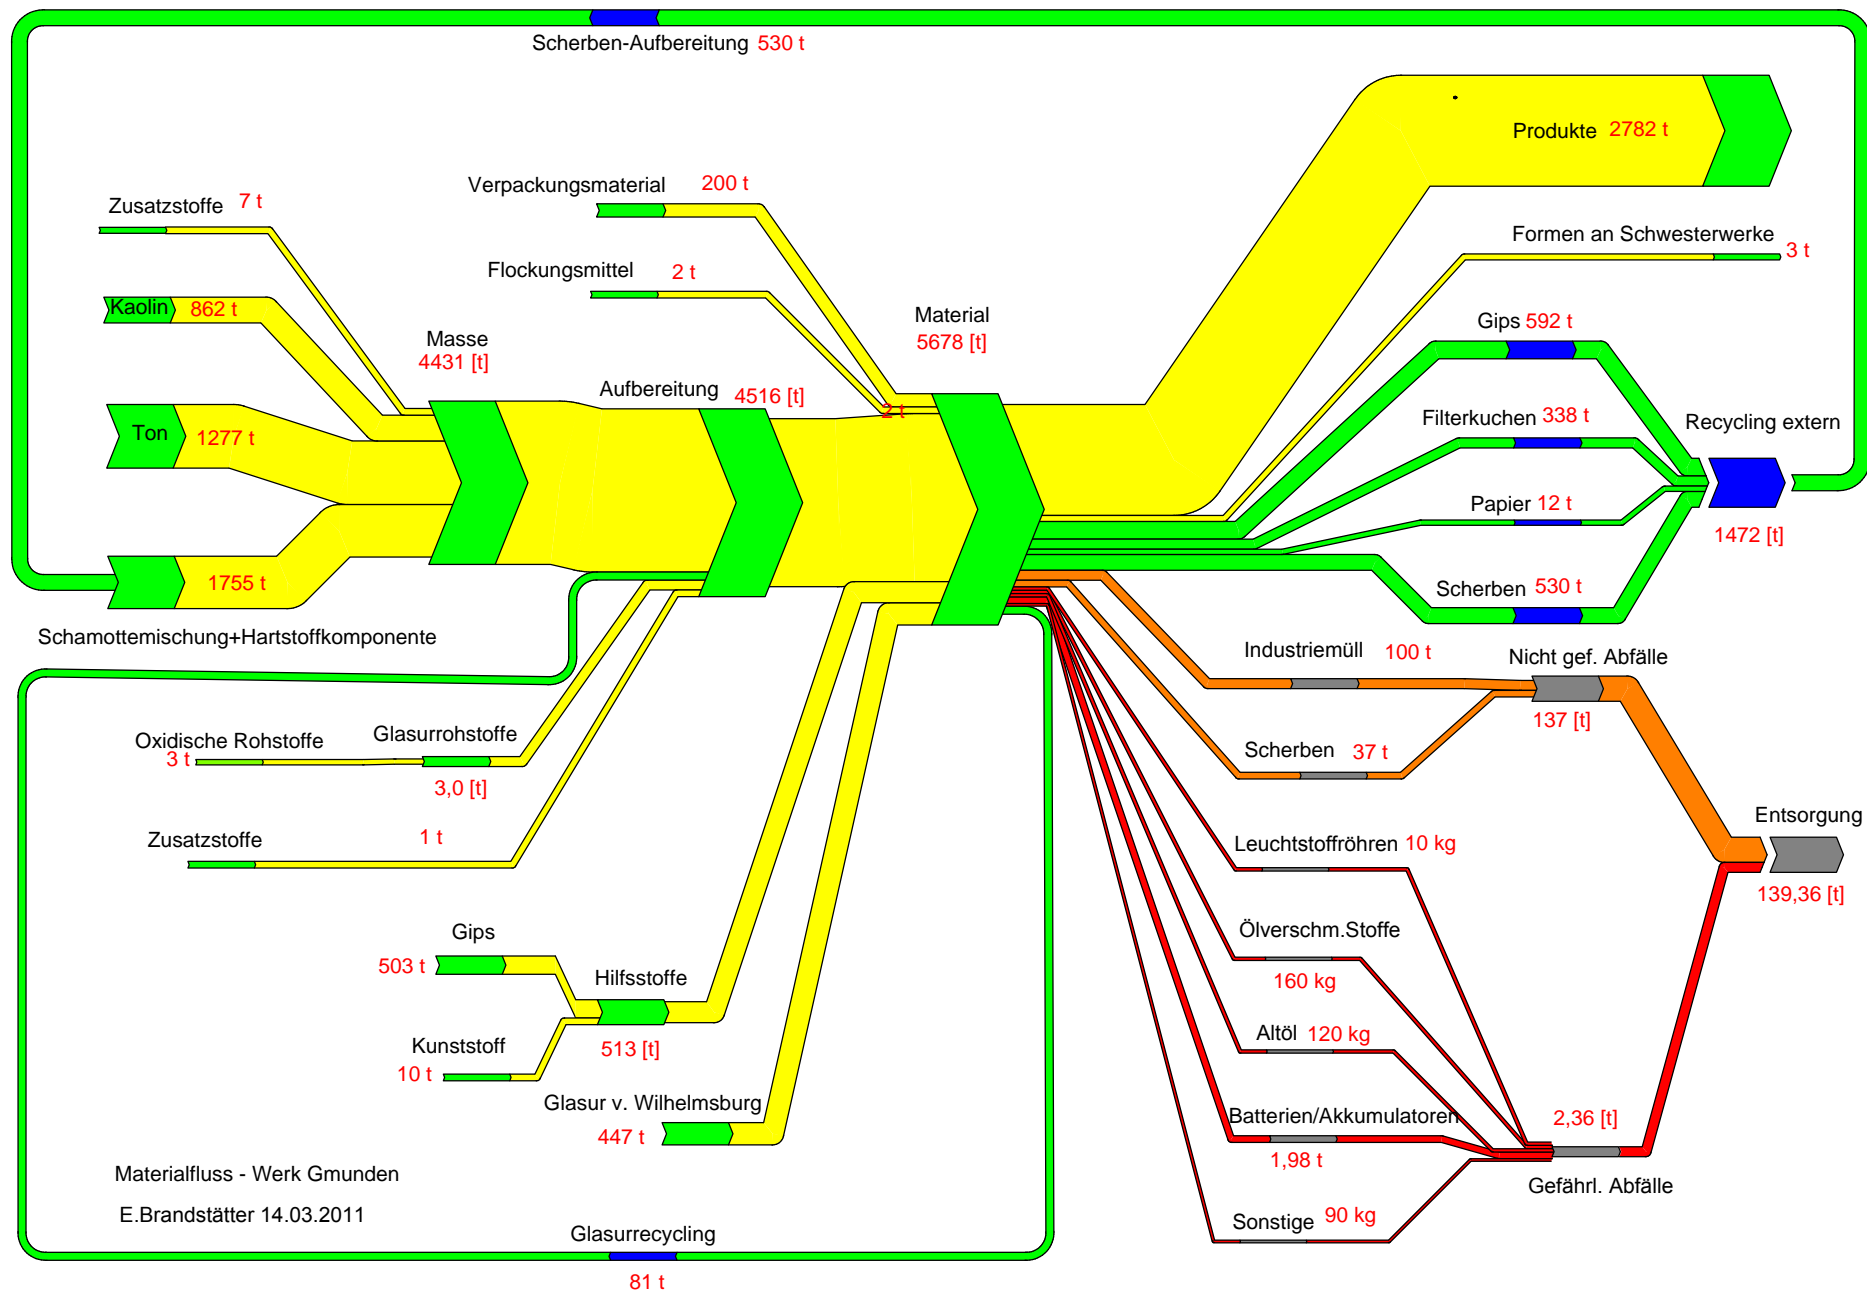 Scherben-Aufbereitung 530 t
Produkte 2782 t
Verpackungsmaterial 200 t
Zusatzstoffe 7 t
Formen an Schwesterwerke
3 t
Flockungsmittel 2 t
Kaolin 862 t
Material
5678 [t]
Gips 592 t
Masse
4431 [t]
Aufbereitung 4516 [t]
2 t
Filterkuchen 338 t
Recycling extern
Ton 1277 t
Papier 12 t
1472 [t]
1755 t
Scherben 530 t
Schamottemischung+Hartstoffkomponente
Industriemüll 100 t
Nicht gef. Abfälle
137 [t]
Oxidische Rohstoffe
3 t
Glasurrohstoffe
3,0 [t]
Scherben 37 t
Zusatzstoffe 1 t
Leuchtstoffröhren 10 kg
Entsorgung
139,36 [t]
Gips
503 t
Hilfsstoffe
513 [t]
Ölverschm.Stoffe
160 kg
Kunststoff
10 t
Altöl 120 kg
Glasur v. Wilhelmsburg
447 t
Batterien/Akkumulatoren
1,98 t
2,36 [t]
Gefährl. Abfälle
Materialfluss - Werk Gmunden
E.Brandstätter 14.03.2011
Sonstige 90 kg
Glasurrecycling
81 t